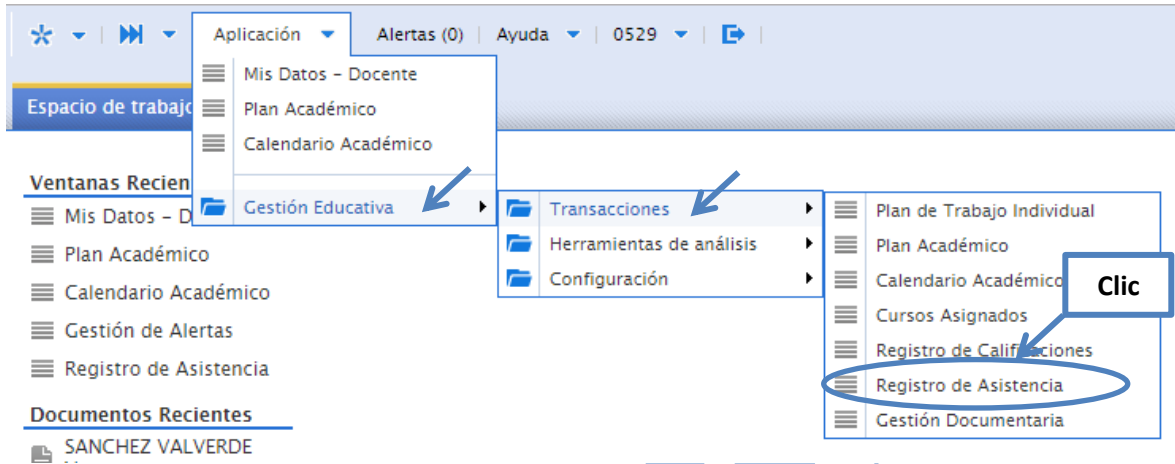 Aplicación Alertas (0) | Ayuda | 0529 |
Mis Datos – Docente
Plan Académico
Calendario Académico
Gestión Educativa
Espacio de trabajo
Transacciones
Herramientas de análisis
Configuración
Plan de Trabajo Individual
Plan Académico
Calendario Académico
Cursos Asignados
Registro de Calificaciones
Registro de Asistencia
Gestión Documentaria
Clic
Ventanas Recien
Mis Datos – D
Plan Académico
Calendario Académico
Gestión de Alertas
Registro de Asistencia
Documentos Recientes
SANCHEZ VALVERDE